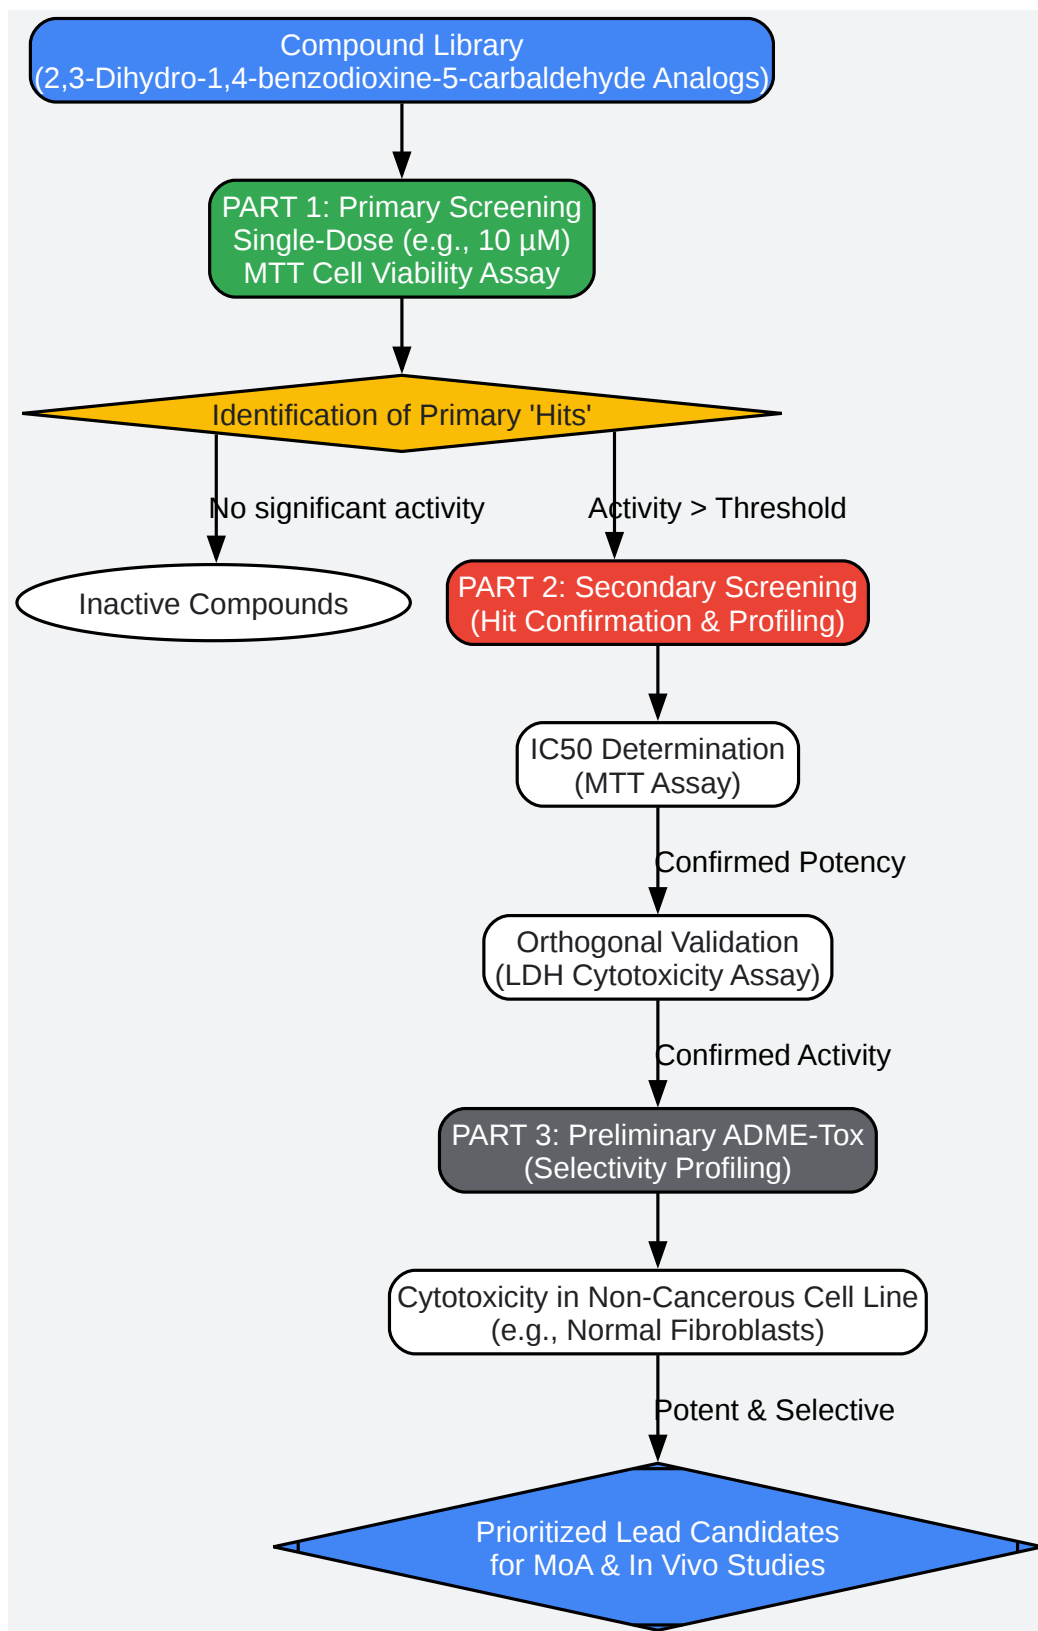 Compound Library
(2,3-Dihydro-1,4-benzodioxine-5-carbaldehyde Analogs)
PART 1: Primary Screening
Single-Dose (e.g., 10 µM)
MTT Cell Viability Assay
Identification of Primary 'Hits'
No significant activity
Activity > Threshold
Inactive Compounds
PART 2: Secondary Screening
(Hit Confirmation & Profiling)
IC50 Determination
(MTT Assay)
Confirmed Potency
Orthogonal Validation
(LDH Cytotoxicity Assay)
Confirmed Activity
PART 3: Preliminary ADME-Tox
(Selectivity Profiling)
Cytotoxicity in Non-Cancerous Cell Line
(e.g., Normal Fibroblasts)
Potent & Selective
Prioritized Lead Candidates
for MoA & In Vivo Studies